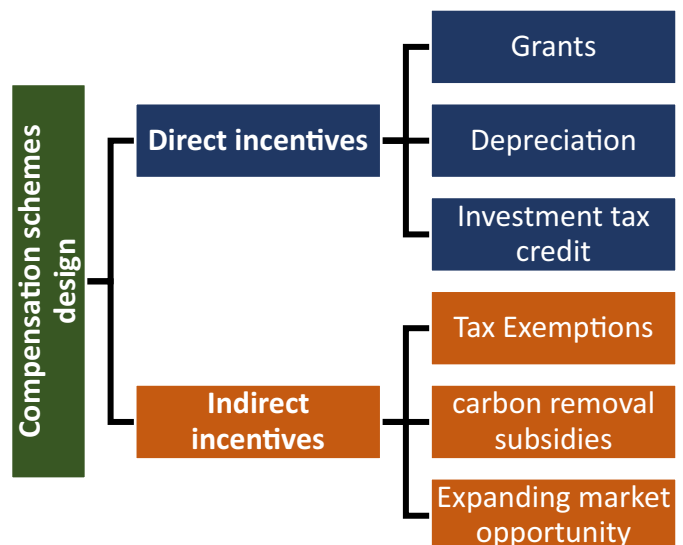 Compensation schemes
design
Direct incentives
Grants
Depreciation
Investment tax
credit
Indirect
incentives
Tax Exemptions
carbon removal
subsidies
Expanding market
opportunity